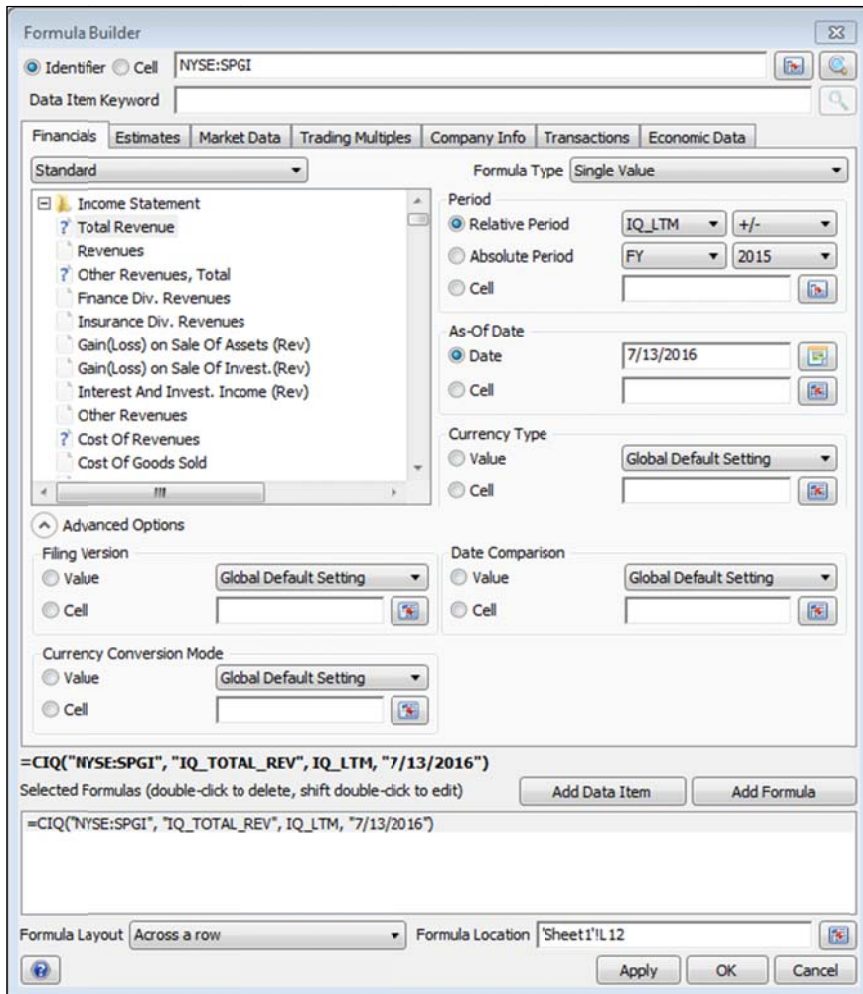 Formula Builder
Identifier Cell NYSE:SPGI
Data Item Keyword
Financials Estimates Market Data Trading Multiples Company Info Transactions Economic Data
Standard Formula Type Single Value
Income Statement
? Total Revenue
Revenues
? Other Revenues, Total
Finance Div. Revenues
Insurance Div. Revenues
Gain(Loss) on Sale Of Assets (Rev)
Gain(Loss) on Sale Of Invest.(Rev)
Interest And Invest. Income (Rev)
Other Revenues
? Cost Of Revenues
Cost Of Goods Sold
Period
Relative Period IQ_LTM +/-
Absolute Period FY 2015
Cell
As-Of Date
Date 7/13/2016
Cell
Currency Type
Value Global Default Setting
Cell
Advanced Options
Filing Version
Value Global Default Setting
Cell
Date Comparison
Value Global Default Setting
Cell
Currency Conversion Mode
Value Global Default Setting
Cell
=CIQ("NYSE:SPGI", "IQ_TOTAL_REV", IQ_LTM, "7/13/2016")
Selected Formulas (double-click to delete, shift double-click to edit) Add Data Item Add Formula
=CIQ("NYSE:SPGI", "IQ_TOTAL_REV", IQ_LTM, "7/13/2016")
Formula Layout Across a row Formula Location 'Sheet1'!L12
? Apply OK Cancel